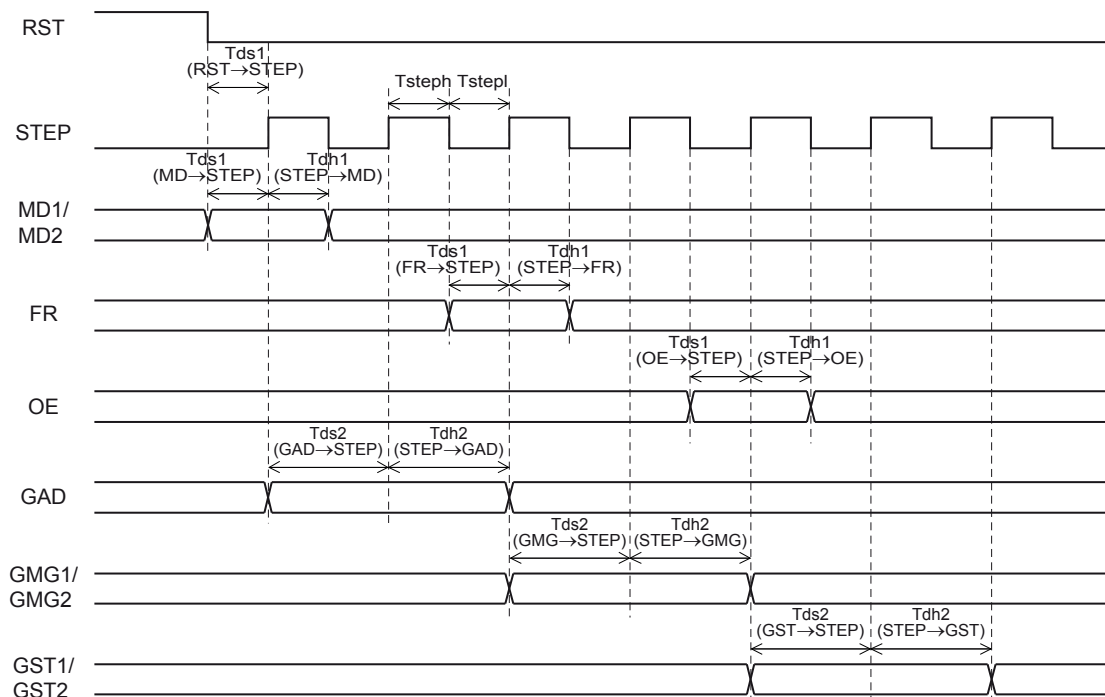 RST
Tds1
(RST→STEP)
Tsteph Tstepl
STEP
Tds1 Tdh1
(MD→STEP) (STEP→MD)
MD1/
MD2
Tds1 Tdh1
(FR→STEP) (STEP→FR)
FR
Tds1 Tdh1
(OE→STEP) (STEP→OE)
OE
Tds2 Tdh2
(GAD→STEP) (STEP→GAD)
GAD
Tds2 Tdh2
(GMG→STEP) (STEP→GMG)
GMG1/
GMG2
Tds2 Tdh2
(GST→STEP) (STEP→GST)
GST1/
GST2